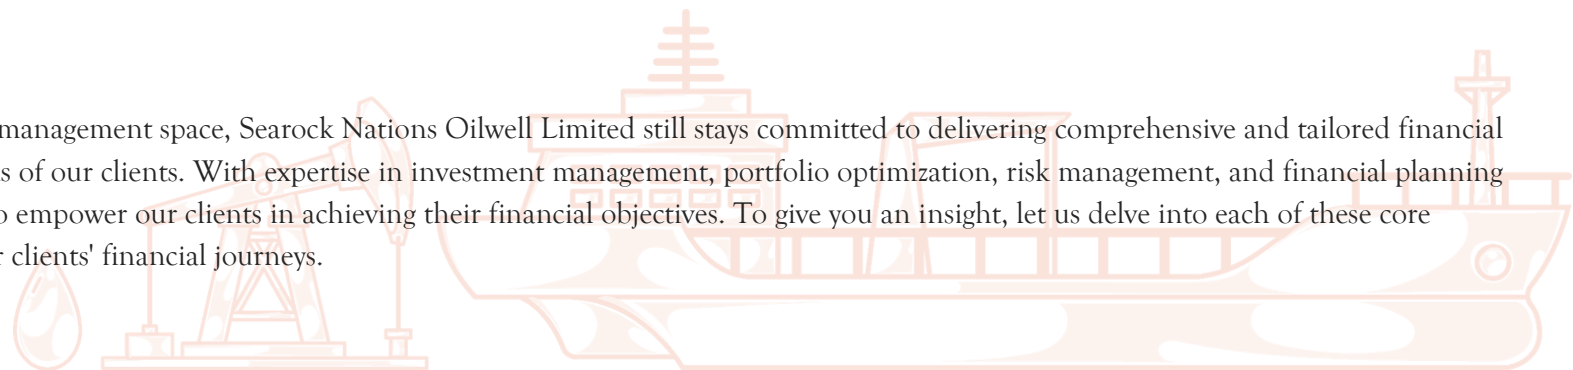 management space, Searock Nations Oilwell Limited still stays committed to delivering comprehensive and tailored financial
s of our clients. With expertise in investment management, portfolio optimization, risk management, and financial planning
o empower our clients in achieving their financial objectives. To give you an insight, let us delve into each of these core
r clients' financial journeys.